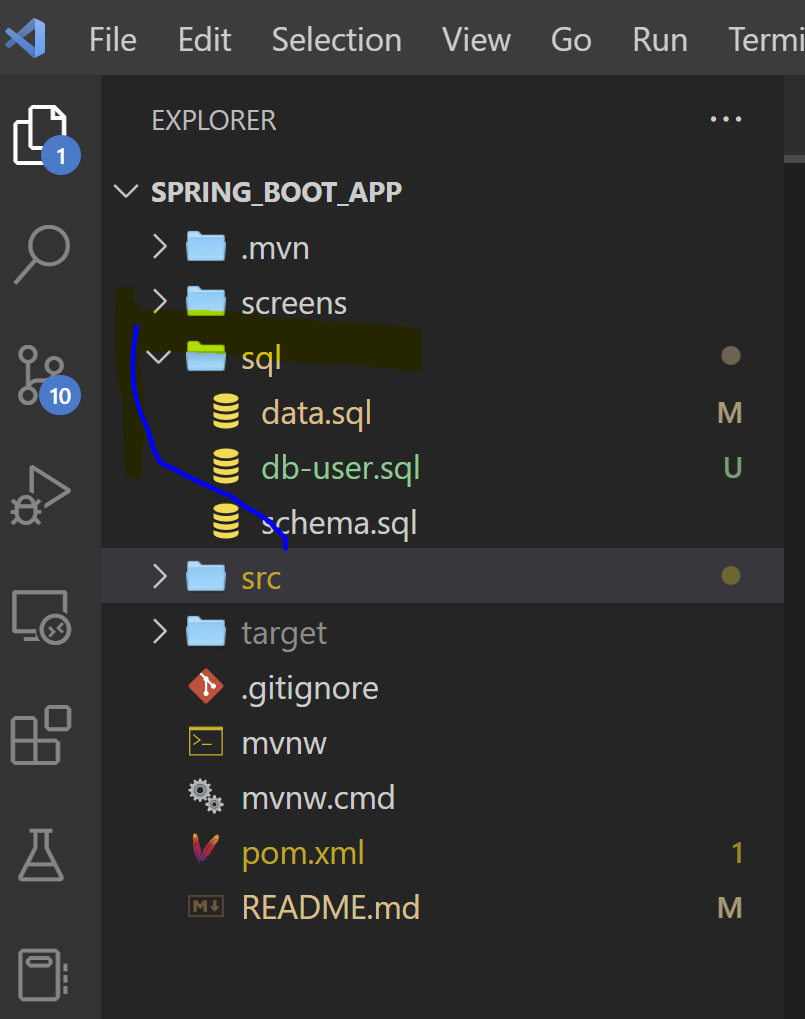 File Edit Selection View Go Run Termi
EXPLORER
1
SPRING_BOOT_APP
.mvn
screens
sql
10
data.sql M
db-user.sql U
schema.sql
src
target
.gitignore
mvnw
mvnw.cmd
pom.xml 1
README.md M